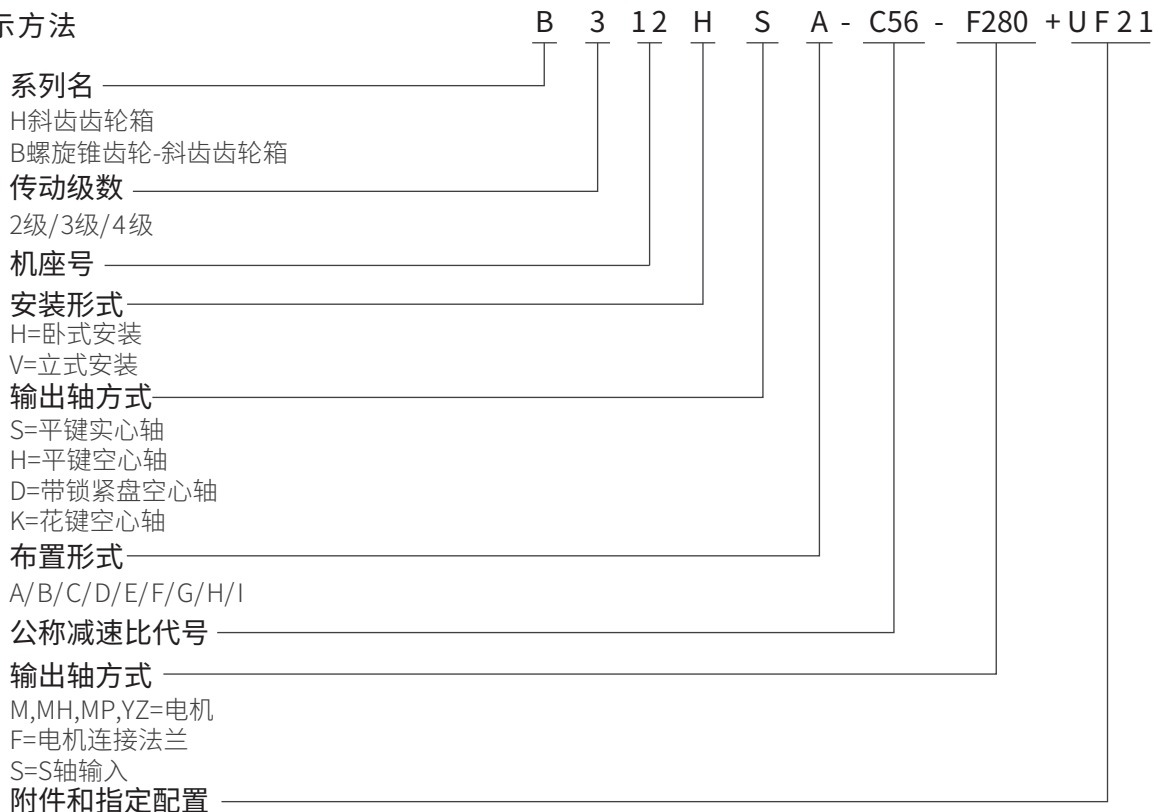 示方法
B 3 12 H S A - C56 - F280 + UF21
系列名
H斜齿齿轮箱
B螺旋锥齿轮-斜齿齿轮箱
传动级数
2级/3级/4级
机座号
安装形式
H=卧式安装
V=立式安装
输出轴方式
S=平键实心轴
H=平键空心轴
D=带锁紧盘空心轴
K=花键空心轴
布置形式
A/B/C/D/E/F/G/H/I
公称减速比代号
输出轴方式
M,MH,MP,YZ=电机
F=电机连接法兰
S=S轴输入
附件和指定配置